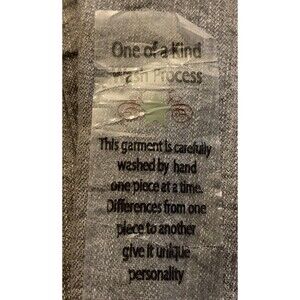 One of a Kind
Wash Process
This garment is carefully
washed by hand
one piece at a time.
Differences from one
piece to another
give it unique
personality